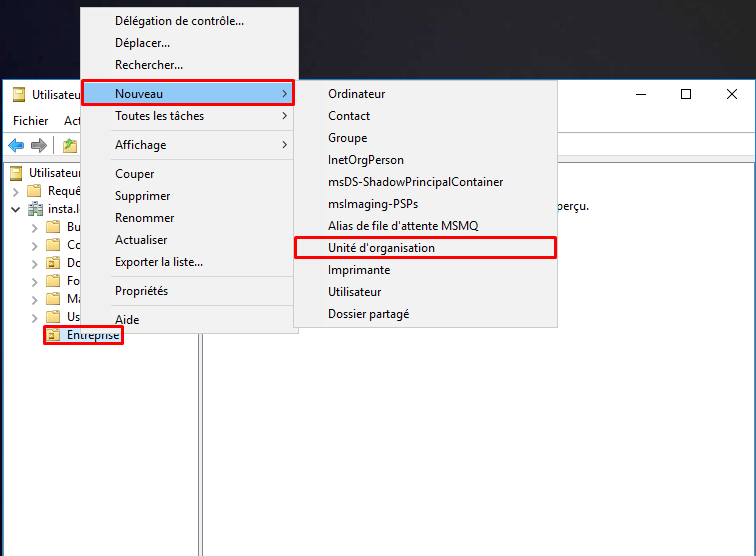 Délégation de contrôle...
Déplacer...
Rechercher...
Nouveau
Toutes les tâches
Affichage
Couper
Supprimer
Renommer
Actualiser
Exporter la liste...
Propriétés
Aide
Ordinateur
Contact
Groupe
InetOrgPerson
msDS-ShadowPrincipalContainer
msImaging-PSPs
Alias de file d'attente MSMQ
Unité d'organisation
Imprimante
Utilisateur
Dossier partagé
Utilisateu
Fichier Act
Utilisateu
Requê
insta.l
Bu
Co
Do
Fo
Ma
Us
Entreprise
perçu.